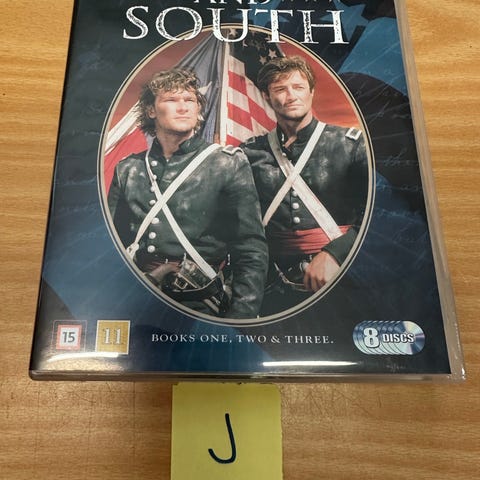 AND
SOUTH
15
11
BOOKS ONE, TWO & THREE.
8 DISCS
J